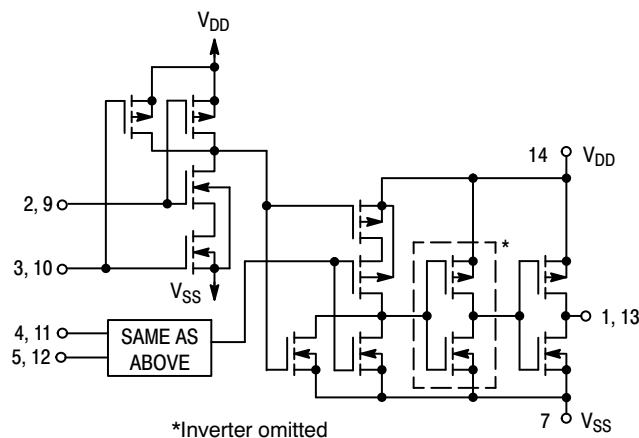 VDD
2, 9
3, 10
VSS
4, 11
5, 12
SAME AS
ABOVE
14 VDD
*
1, 13
7 VSS
*Inverter omitted